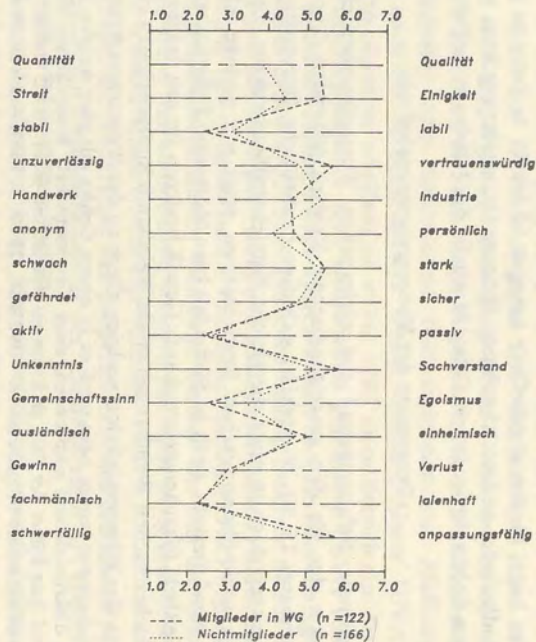 1.0 2.0 3.0 4.0 5.0 6.0 7.0
Quantität Qualität
Streit Einigkeit
stabil labil
unzuverlässig vertrauenswürdig
Handwerk Industrie
anonym persönlich
schwach stark
gefährdet sicher
aktiv passiv
Unkenntnis Sachverstand
Gemeinschaftssinn Egoismus
ausländisch einheimisch
Gewinn Verlust
fachmännisch laienhaft
schwerfällig anpassungsfähig
1.0 2.0 3.0 4.0 5.0 6.0 7.0
Mitglieder in WG (n =122)
Nichtmitglieder (n =166)